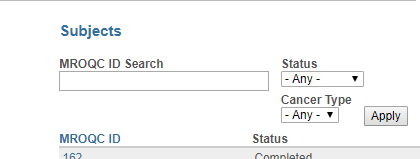 Subjects
MROQC ID Search Status
- Any -
Cancer Type
- Any - Apply
MROQC ID Status
162 Completed